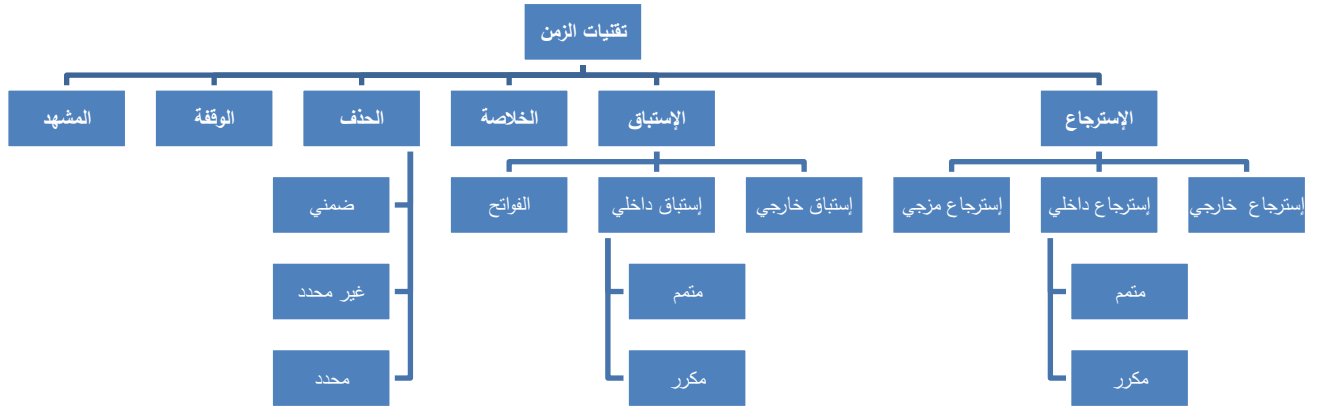 تقنيات الزمن
الإسترجاع
الإستباق
الخلاصة
الحذف
الوقفة
المشهد
إسترجاع خارجي
إسترجاع داخلي
إسترجاع مزجي
إستباق خارجي
إستباق داخلي
الفواتح
ضمني
متمم
متمم
غير محدد
مكرر
مكرر
محدد